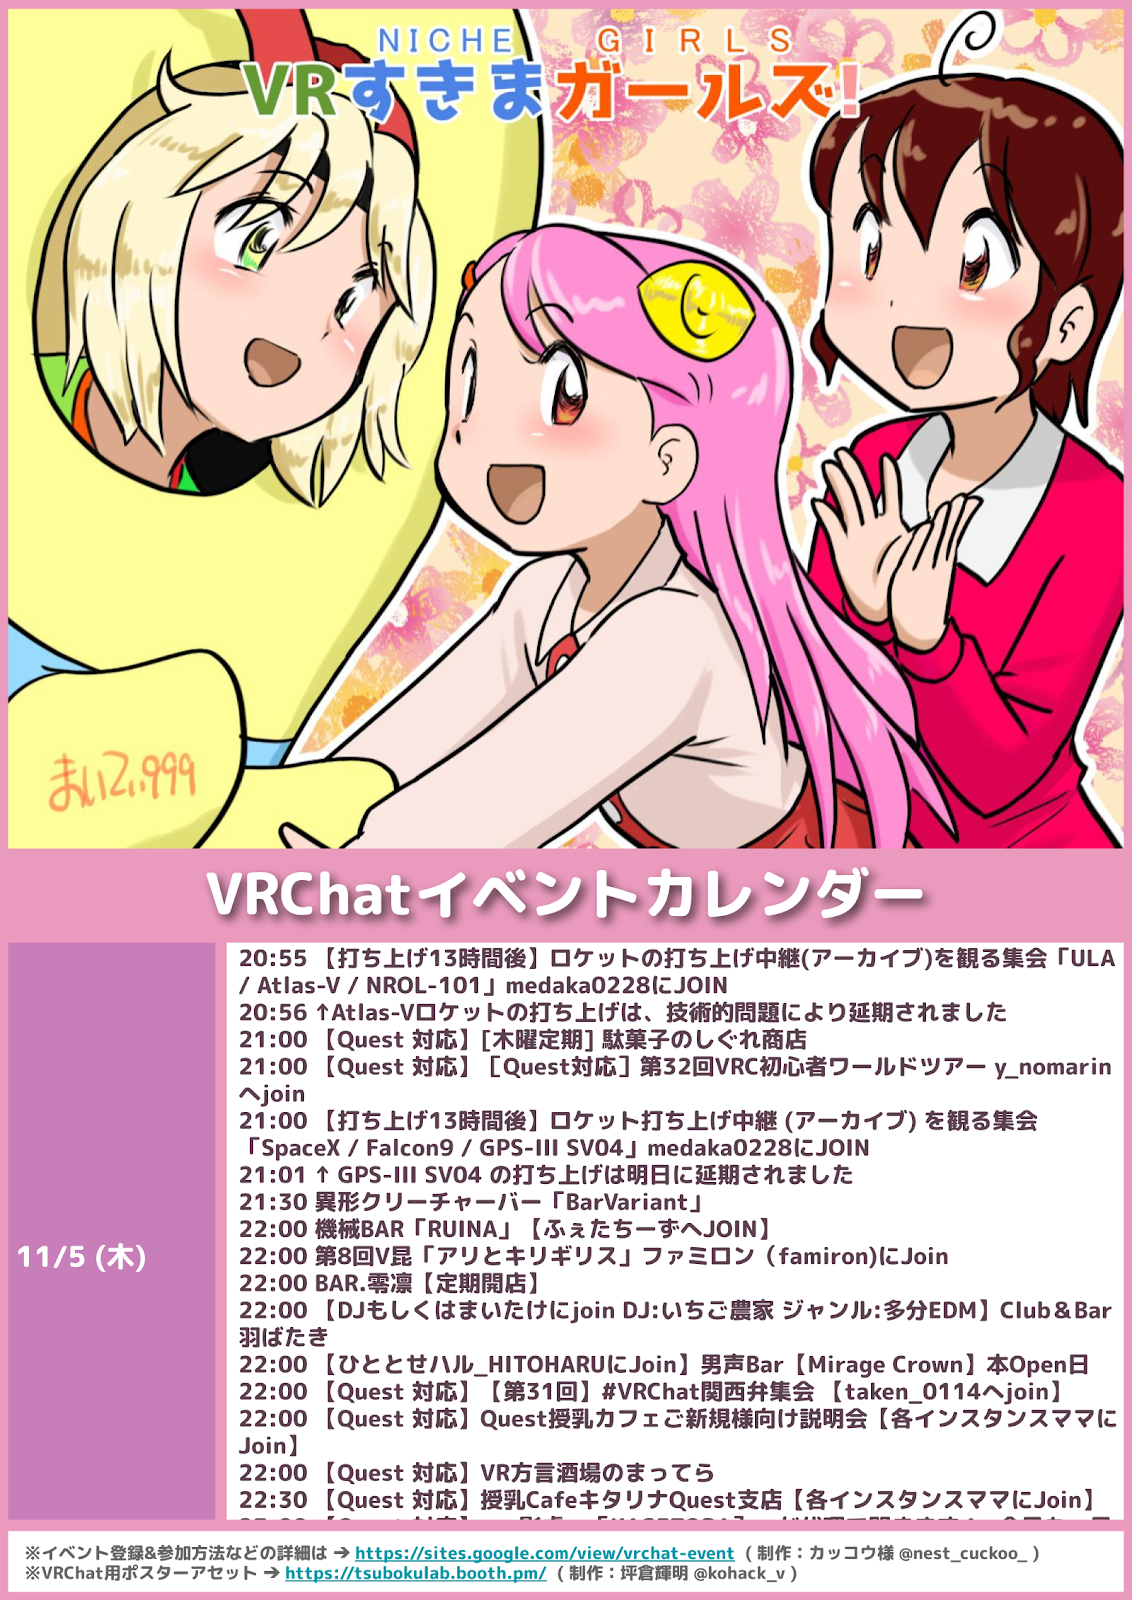 NICHE GIRLS
VRすきまガールズ!
まいてぃ999
VRChatイベントカレンダー
11/5 (木)
20:55 【打ち上げ13時間後】ロケットの打ち上げ中継(アーカイブ)を観る集会「ULA
/ Atlas-V / NROL-101」medaka0228にJOIN
20:56 ↑Atlas-Vロケットの打ち上げは、技術的問題により延期されました
21:00 【Quest 対応】[木曜定期] 駄菓子のしぐれ商店
21:00 【Quest 対応】［Quest対応］第32回VRC初心者ワールドツアー y_nomarin
へjoin
21:00 【打ち上げ13時間後】ロケット打ち上げ中継 (アーカイブ) を観る集会
「SpaceX / Falcon9 / GPS-III SV04」medaka0228にJOIN
21:01 ↑ GPS-III SV04 の打ち上げは明日に延期されました
21:30 異形クリーチャーバー「BarVariant」
22:00 機械BAR「RUINA」【ふぇたちーずへJOIN】
22:00 第8回V昆「アリとキリギリス」ファミロン（famiron)にJoin
22:00 BAR.零凛【定期開店】
22:00 【DJもしくはまいたけにjoin DJ:いちご農家 ジャンル:多分EDM】Club＆Bar
羽ばたき
22:00 【ひととせハル_HITOHARUにJoin】男声Bar【Mirage Crown】本Open日
22:00 【Quest 対応】【第31回】#VRChat関西弁集会 【taken_0114へjoin】
22:00 【Quest 対応】Quest授乳カフェご新規様向け説明会【各インスタンスママに
Join】
22:00 【Quest 対応】VR方言酒場のまってら
22:30 【Quest 対応】授乳CafeキタリナQuest支店【各インスタンスママにJoin】
※イベント登録&参加方法などの詳細は ➔ https://sites.google.com/view/vrchat-event ( 制作：カッコウ様 @nest_cuckoo_ )
※VRChat用ポスターアセット ➔ https://tsubokulab.booth.pm/ ( 制作：坪倉輝明 @kohack_v )